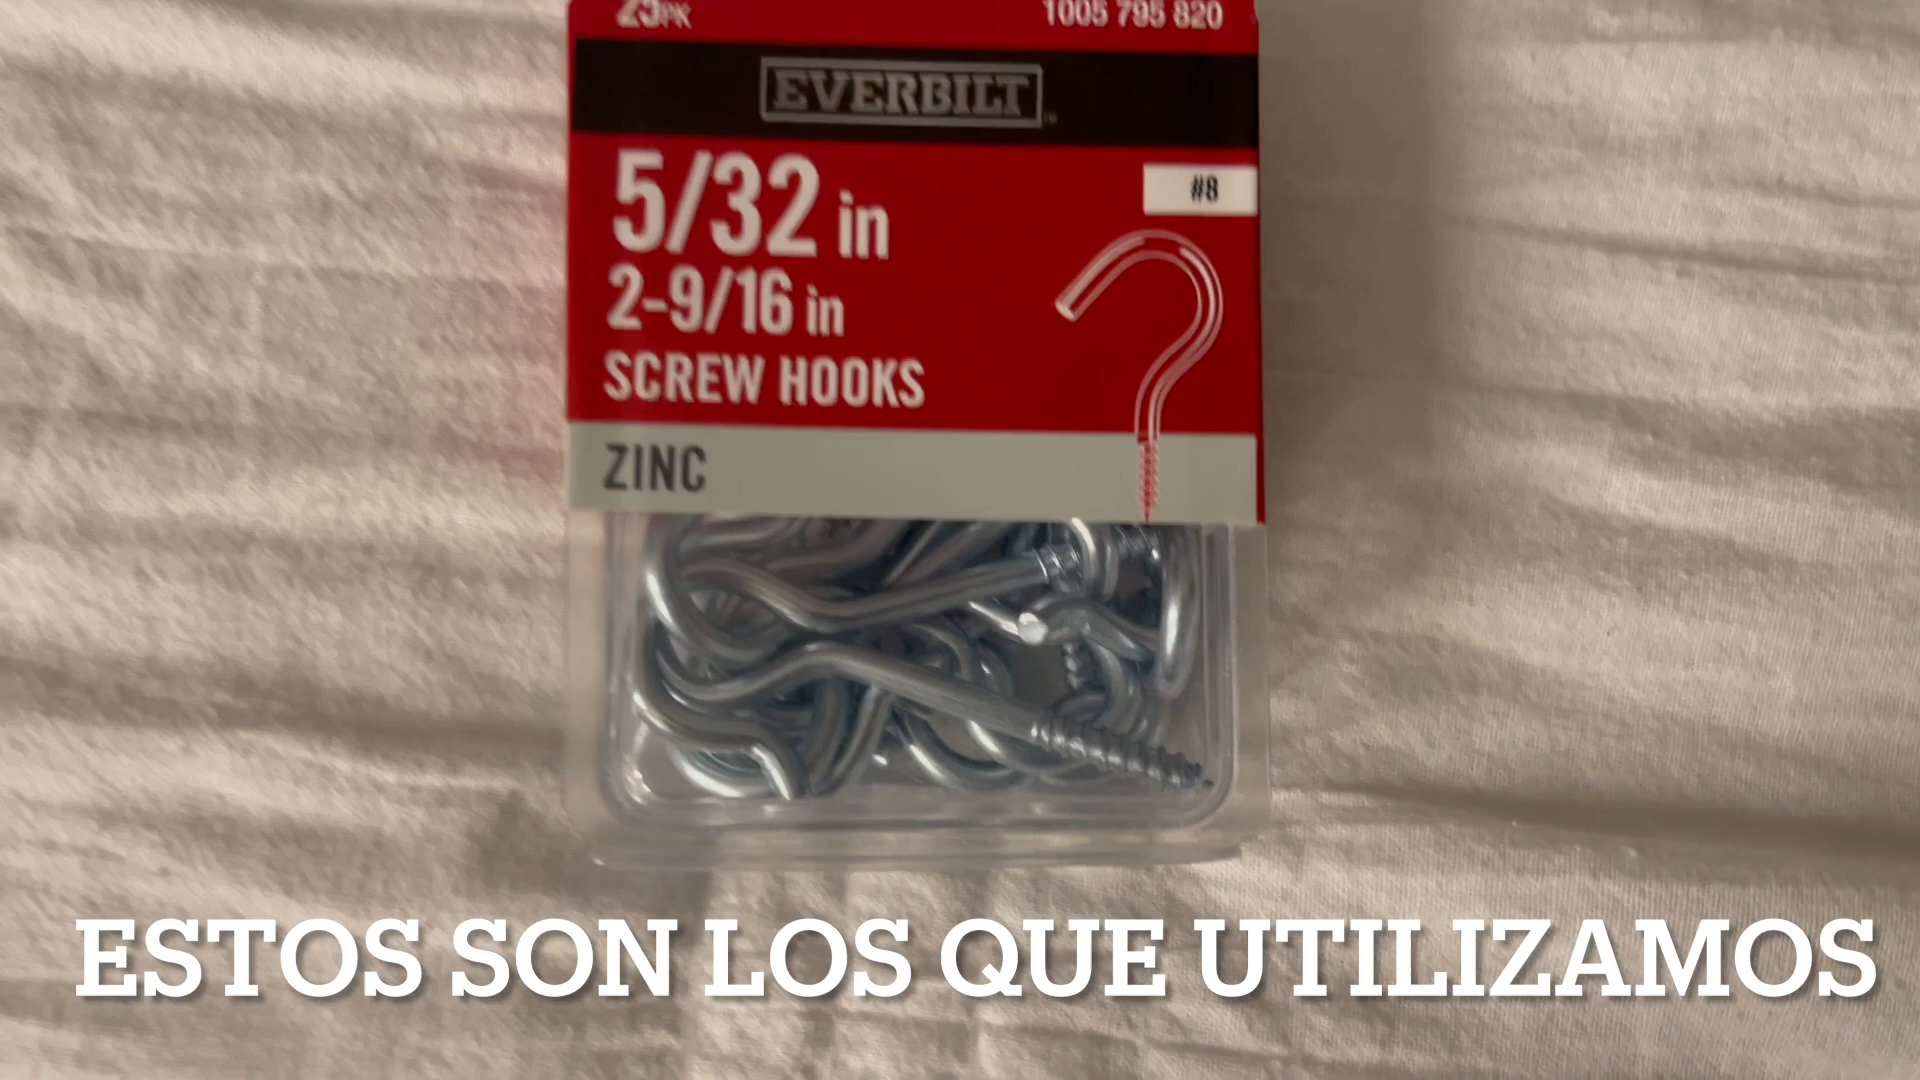 25PK 1005 795 820
EVERBILT
5/32 in
#8
2-9/16 in
SCREW HOOKS
ZINC
ESTOS SON LOS QUE UTILIZAMOS